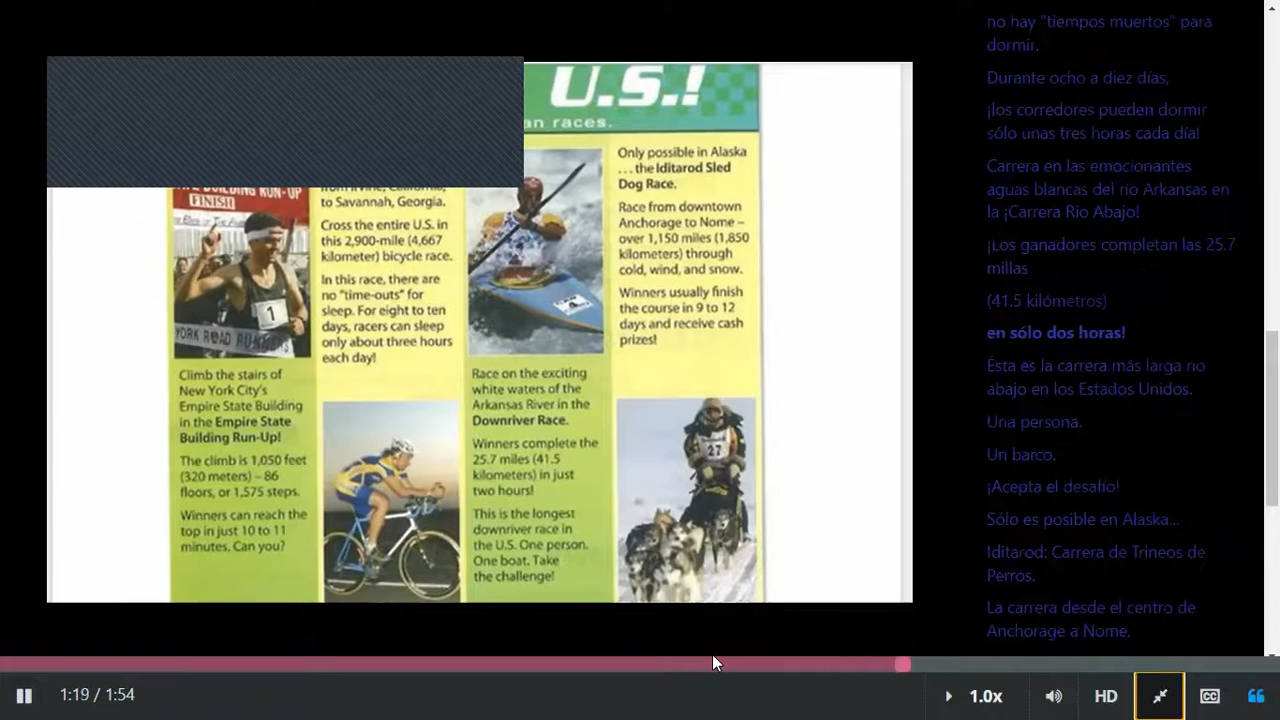 U.S.!
an races.
BUILDING RUN-UP
FINISH
1
YORK ROAD RUNNERS
Climb the stairs of
New York City's
Empire State Building
in the Empire State
Building Run-Up!
The climb is 1,050 feet
(320 meters) – 86
floors, or 1,575 steps.
Winners can reach the
top in just 10 to 11
minutes. Can you?
from Irvine, California,
to Savannah, Georgia.
Cross the entire U.S. in
this 2,900-mile (4,667
kilometer) bicycle race.
In this race, there are
no "time-outs" for
sleep. For eight to ten
days, racers can sleep
only about three hours
each day!
Race on the exciting
white waters of the
Arkansas River in the
Downriver Race.
Winners complete the
25.7 miles (41.5
kilometers) in just
two hours!
This is the longest
downriver race in
the U.S. One person.
One boat. Take
the challenge!
Only possible in Alaska
. . . the Iditarod Sled
Dog Race.
Race from downtown
Anchorage to Nome –
over 1,150 miles (1,850
kilometers) through
cold, wind, and snow.
Winners usually finish
the course in 9 to 12
days and receive cash
prizes!
27
no hay "tiempos muertos" para
dormir.
Durante ocho a diez días,
¡los corredores pueden dormir
sólo unas tres horas cada día!
Carrera en las emocionantes
aguas blancas del río Arkansas en
la ¡Carrera Río Abajo!
¡Los ganadores completan las 25.7
millas
(41.5 kilómetros)
en sólo dos horas!
Ésta es la carrera más larga río
abajo en los Estados Unidos.
Una persona.
Un barco.
¡Acepta el desafío!
Sólo es posible en Alaska...
Iditarod: Carrera de Trineos de
Perros.
La carrera desde el centro de
Anchorage a Nome.
1:19 / 1:54
1.0x
HD
CC